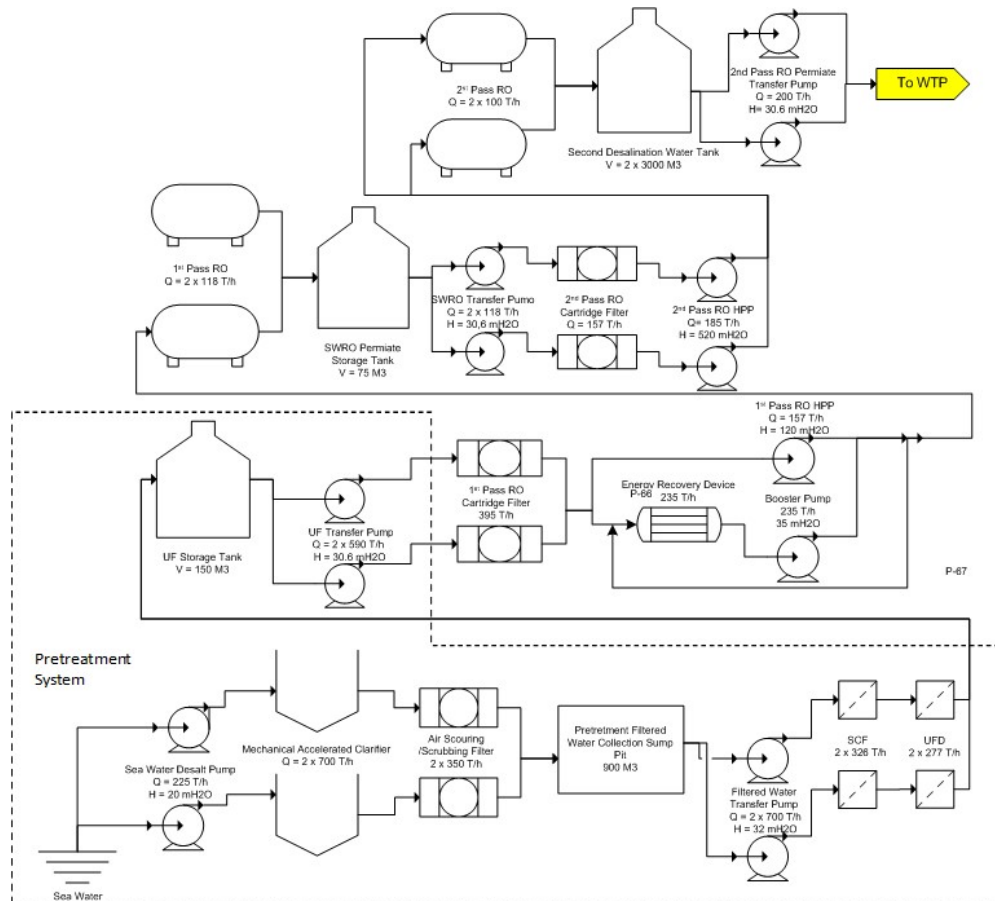 2ⁿᵈ Pass RO
Q = 2 x 100 T/h
Second Desalination Water Tank
V = 2 x 3000 M3
2nd Pass RO Permiate
Transfer Pump
Q = 200 T/h
H= 30.6 mH2O
To WTP
1ˢᵗ Pass RO
Q = 2 x 118 T/h
SWRO Permiate
Storage Tank
V = 75 M3
SWRO Transfer Pumo
Q = 2 x 118 T/h
H = 30,6 mH2O
2ⁿᵈ Pass RO
Cartridge Filter
Q = 157 T/h
2ⁿᵈ Pass RO HPP
Q= 185 T/h
H = 520 mH2O
1ˢᵗ Pass RO HPP
Q = 157 T/h
H = 120 mH2O
UF Storage Tank
V = 150 M3
UF Transfer Pump
Q = 2 x 590 T/h
H = 30.6 mH2O
1ˢᵗ Pass RO
Cartridge Filter
395 T/h
Energy Recovery Device
P-66
235 T/h
Booster Pump
235 T/h
35 mH2O
P-67
Pretreatment
System
Sea Water Desalt Pump
Q = 225 T/h
H = 20 mH2O
Sea Water
Mechanical Accelerated Clarifier
Q = 2 x 700 T/h
Air Scouring
/Scrubbing Filter
2 x 350 T/h
Pretretment Filtered
Water Collection Sump
Pit
900 M3
Filtered Water
Transfer Pump
Q = 2 x 700 T/h
H = 32 mH2O
SCF
2 x 326 T/h
UFD
2 x 277 T/h